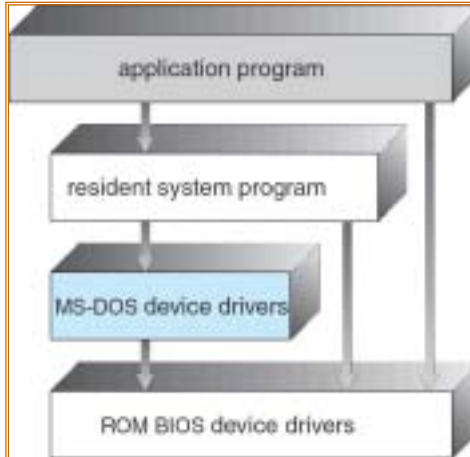 application program
resident system program
MS-DOS device drivers
ROM BIOS device drivers